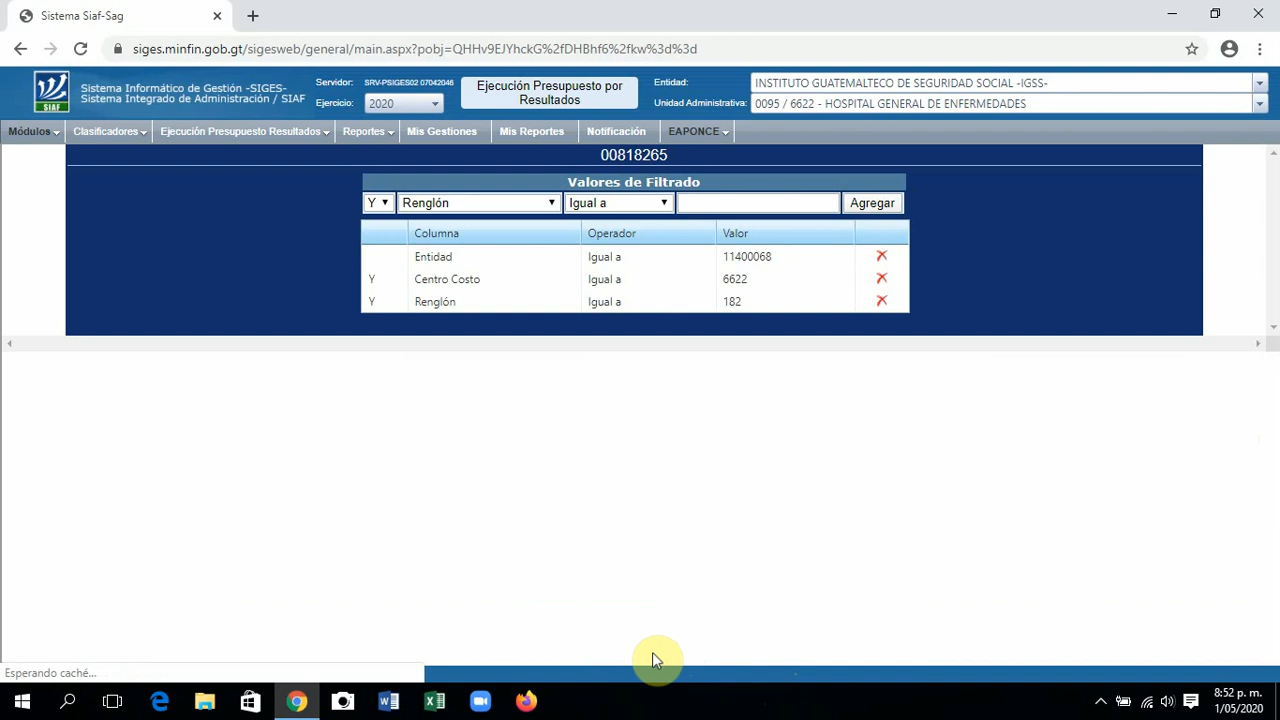 Sistema Siaf-Sag
siges.minfin.gob.gt/sigesweb/general/main.aspx?pobj=QHHv9EJYhckG%2fDHBhf6%2fkw%3d%3d
SIAF
Sistema Informático de Gestión -SIGES-
Sistema Integrado de Administración / SIAF
Servidor: SRV-PSIGES02 07042046
Ejercicio: 2020
Ejecución Presupuesto por
Resultados
Entidad: INSTITUTO GUATEMALTECO DE SEGURIDAD SOCIAL -IGSS-
Unidad Administrativa: 0095 / 6622 - HOSPITAL GENERAL DE ENFERMEDADES
Módulos Clasificadores Ejecución Presupuesto Resultados Reportes Mis Gestiones Mis Reportes Notificación EAPONCE
00818265
Valores de Filtrado
Y Renglón Igual a Agregar
Columna Operador Valor
Entidad Igual a 11400068
Y Centro Costo Igual a 6622
Y Renglón Igual a 182
Esperando caché...
8:52 p. m.
1/05/2020